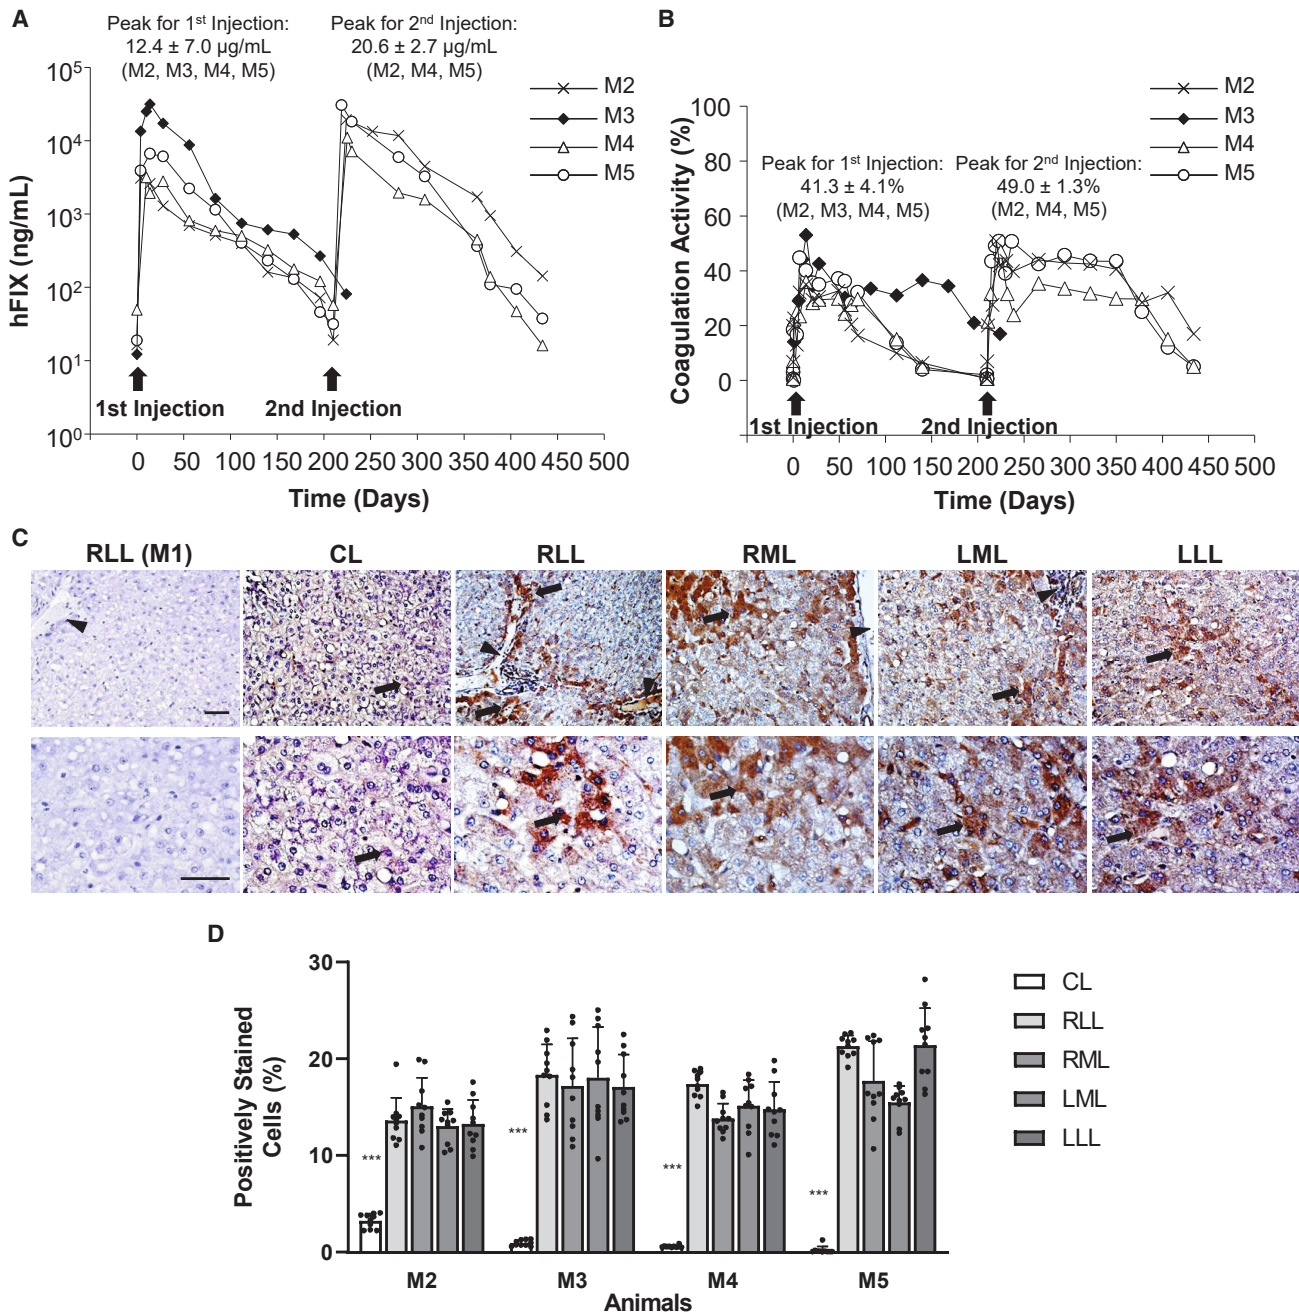 A
Peak for 1st Injection:
12.4 ± 7.0 µg/mL
(M2, M3, M4, M5)
Peak for 2nd Injection:
20.6 ± 2.7 µg/mL
(M2, M4, M5)
M2
M3
M4
M5
hFIX (ng/mL)
10^5
10^4
10^3
10^2
10^1
10^0
1st Injection
2nd Injection
0 50 100 150 200 250 300 350 400 450 500
Time (Days)
B
Peak for 1st Injection:
41.3 ± 4.1%
(M2, M3, M4, M5)
Peak for 2nd Injection:
49.0 ± 1.3%
(M2, M4, M5)
M2
M3
M4
M5
Coagulation Activity (%)
100
80
60
40
20
0
1st Injection
2nd Injection
0 50 100 150 200 250 300 350 400 450 500
Time (Days)
C
RLL (M1) CL RLL RML LML LLL
D
Positively Stained
Cells (%)
30
20
10
0
*** *** *** ***
M2 M3 M4 M5
Animals
CL
RLL
RML
LML
LLL